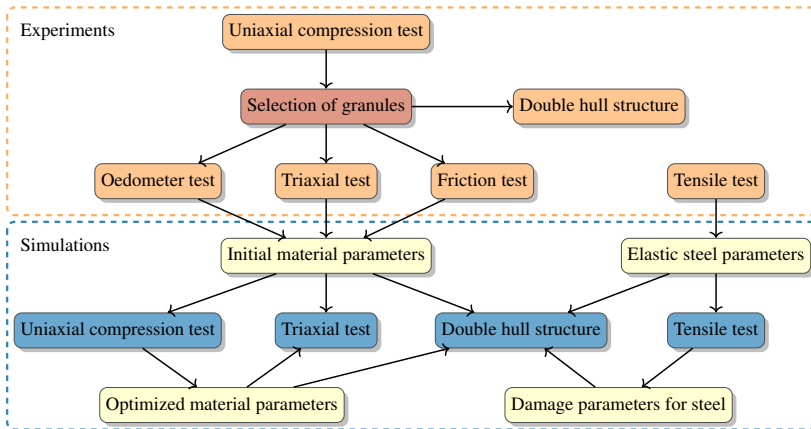 Experiments
Uniaxial compression test
Selection of granules
Double hull structure
Oedometer test
Triaxial test
Friction test
Tensile test
Simulations
Initial material parameters
Elastic steel parameters
Uniaxial compression test
Triaxial test
Double hull structure
Tensile test
Optimized material parameters
Damage parameters for steel